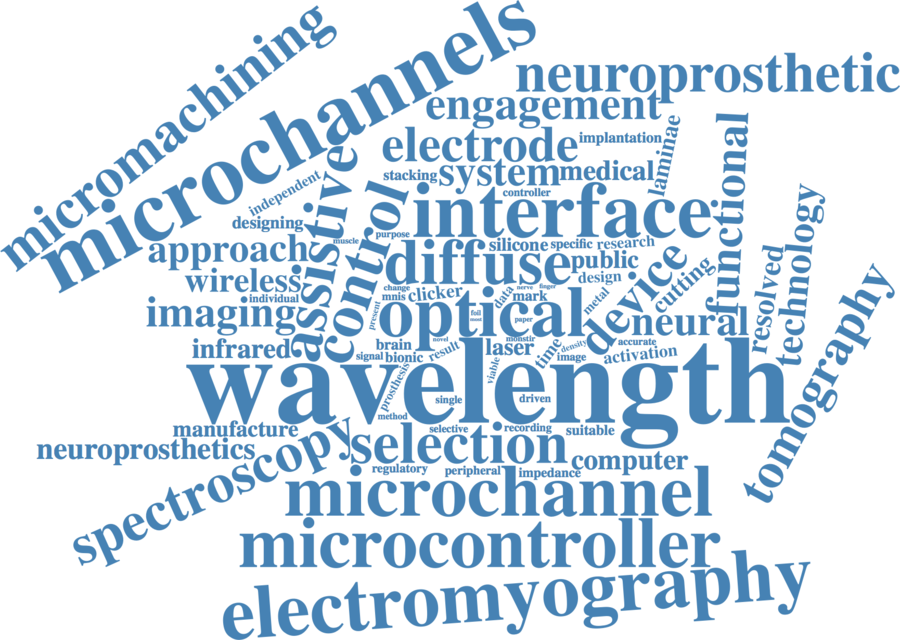 micromachining
microchannels
neuroprosthetic
engagement
electrode
implantation
laminae
functional
stacking
system
medical
independent
controller
assistive
control
interface
designing
muscle
purpose
silicone
specific
research
approach
diffuse
public
device
technology
wireless
change
nerve
finger
design
cutting
resolved
individual
mnis
clicker
data
mark
metal
imaging
present
optical
foil
most
paper
neural
tomography
infrared
brain
novel
monstir
time
density
accurate
signal
bionic
result
laser
image
activation
viable
wavelength
prosthesis
single
driven
method
manufacture
selective
recording
suitable
neuroprosthetics
spectroscopy
selection
computer
regulatory
peripheral
impedance
microchannel
microcontroller
electromyography